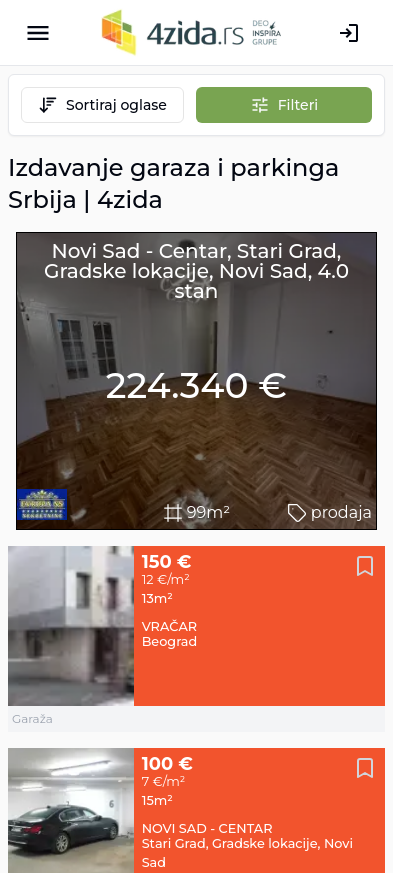 4zida.rs
DEO
INSPIRA
GRUPE
Sortiraj oglase
Filteri
Izdavanje garaza i parkinga
Srbija | 4zida
Novi Sad - Centar, Stari Grad,
Gradske lokacije, Novi Sad, 4.0
stan
224.340 €
99m²
prodaja
150 €
12 €/m²
13m²
VRAČAR
Beograd
Garaža
100 €
7 €/m²
15m²
NOVI SAD - CENTAR
Stari Grad, Gradske lokacije, Novi
Sad